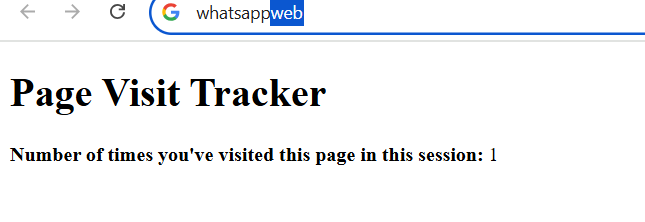 whatsappweb
Page Visit Tracker
Number of times you've visited this page in this session: 1